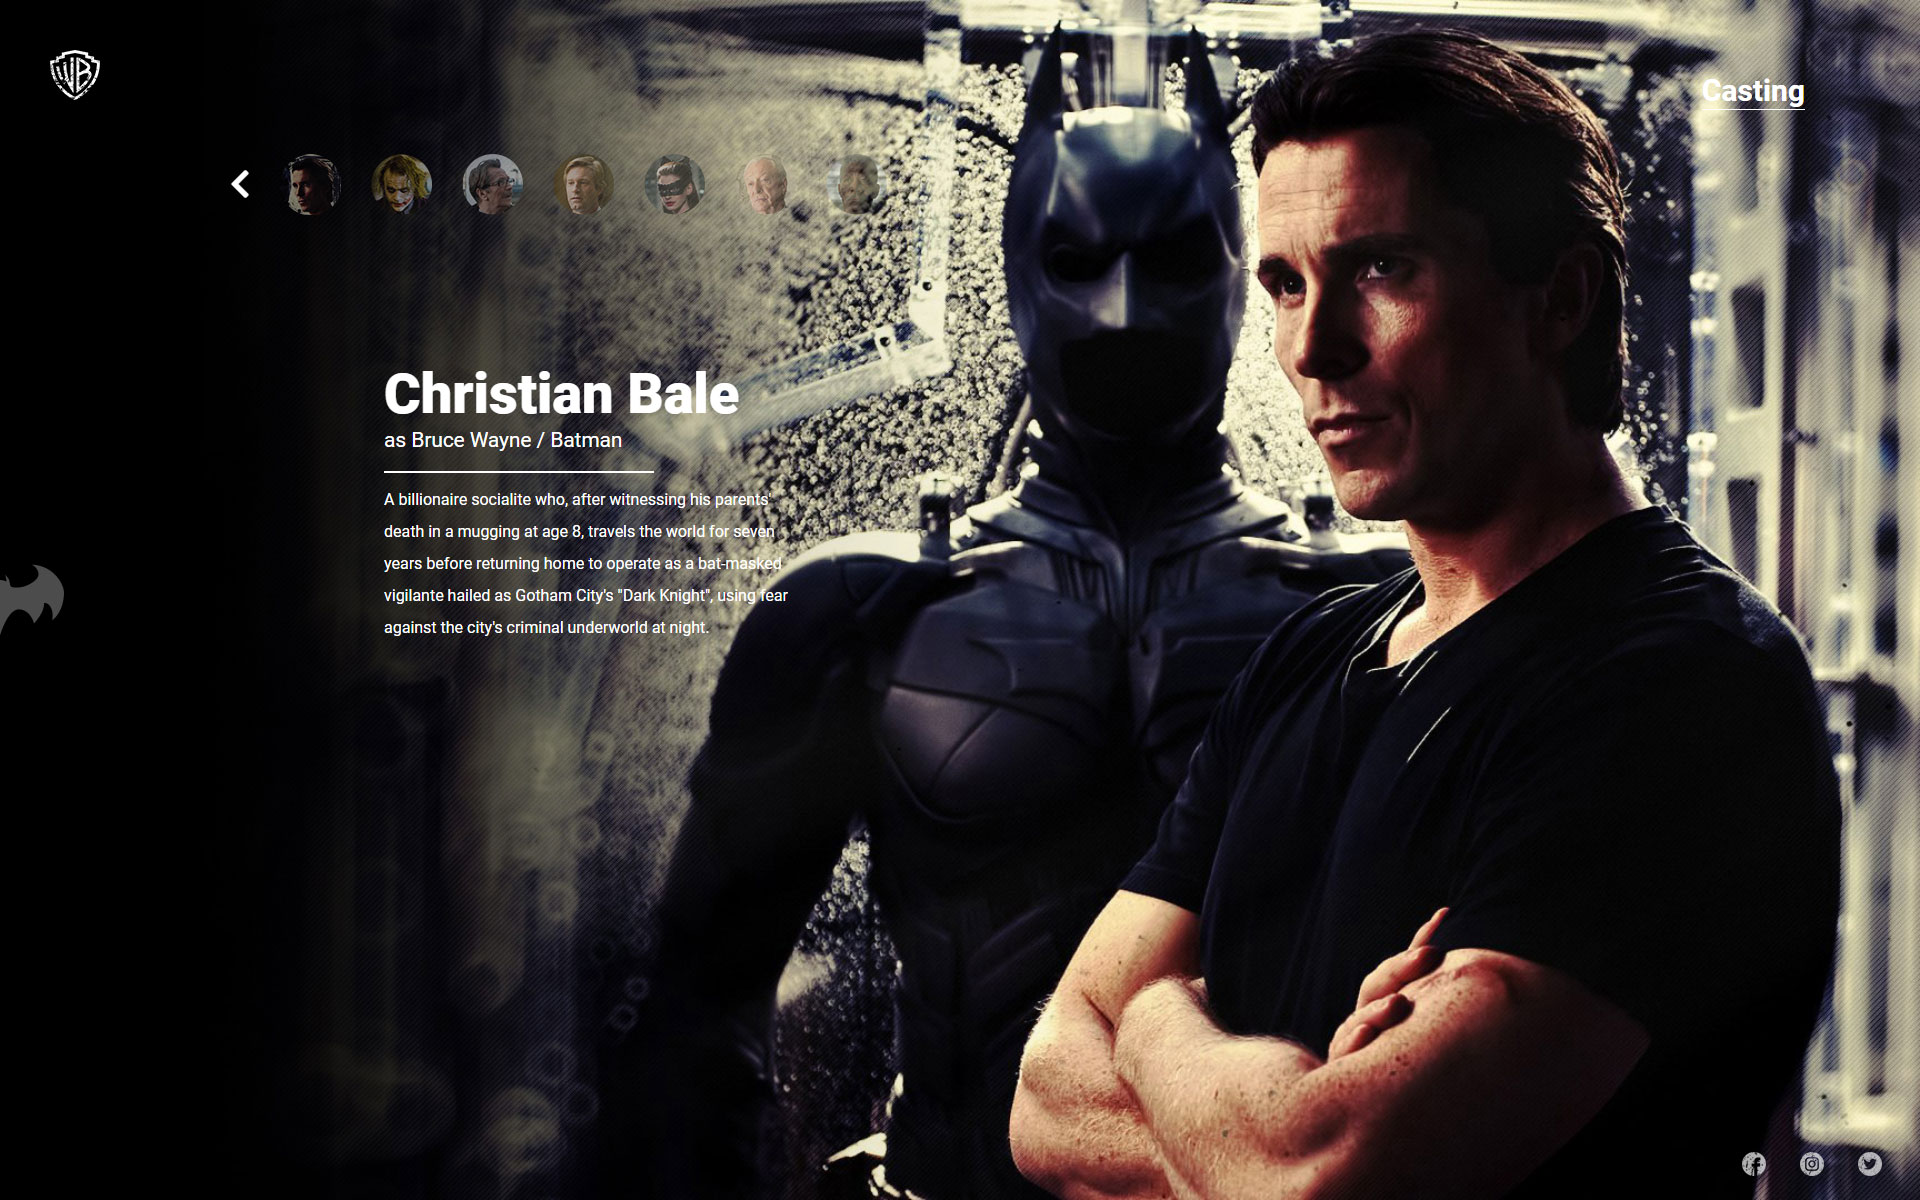 WB
Casting
Christian Bale
as Bruce Wayne / Batman
A billionaire socialite who, after witnessing his parents'
death in a mugging at age 8, travels the world for seven
years before returning home to operate as a bat-masked
vigilante hailed as Gotham City's "Dark Knight", using fear
against the city's criminal underworld at night.